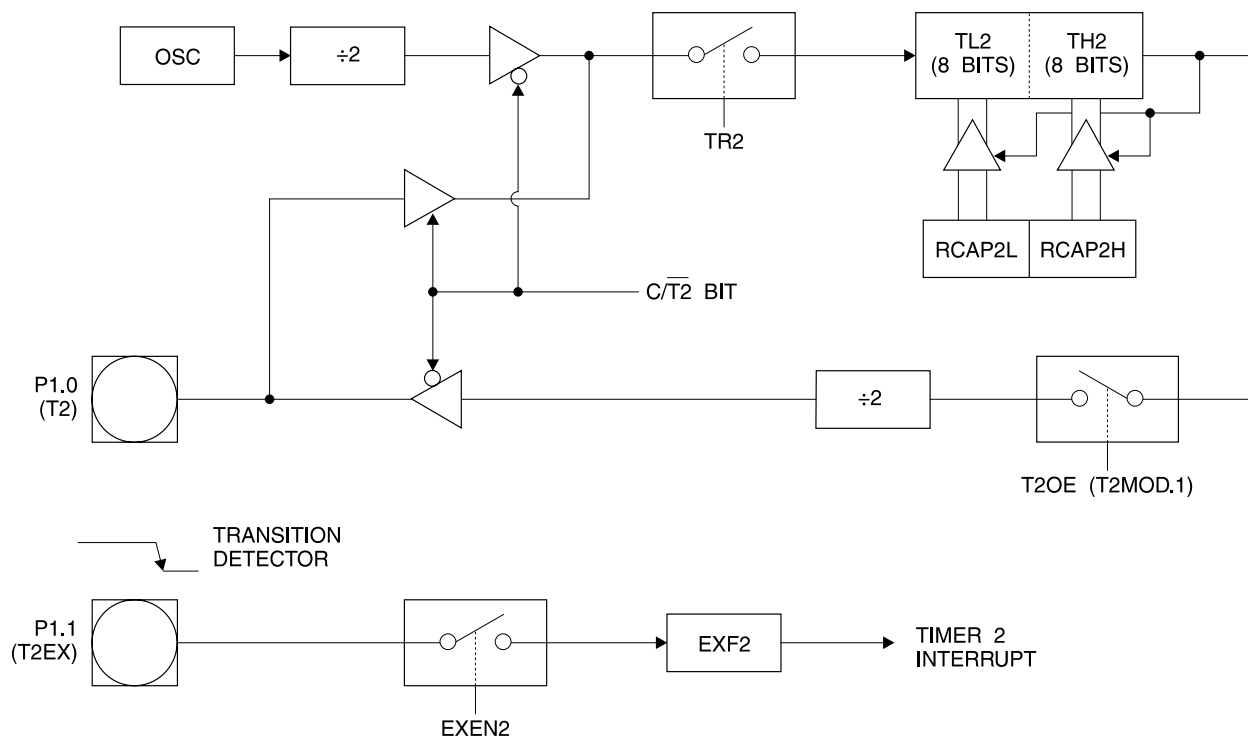 OSC
÷2
TR2
TL2
(8 BITS)
TH2
(8 BITS)
RCAP2L
RCAP2H
C/T2 BIT
P1.0
(T2)
÷2
T2OE (T2MOD.1)
TRANSITION
DETECTOR
P1.1
(T2EX)
EXEN2
EXF2
TIMER 2
INTERRUPT